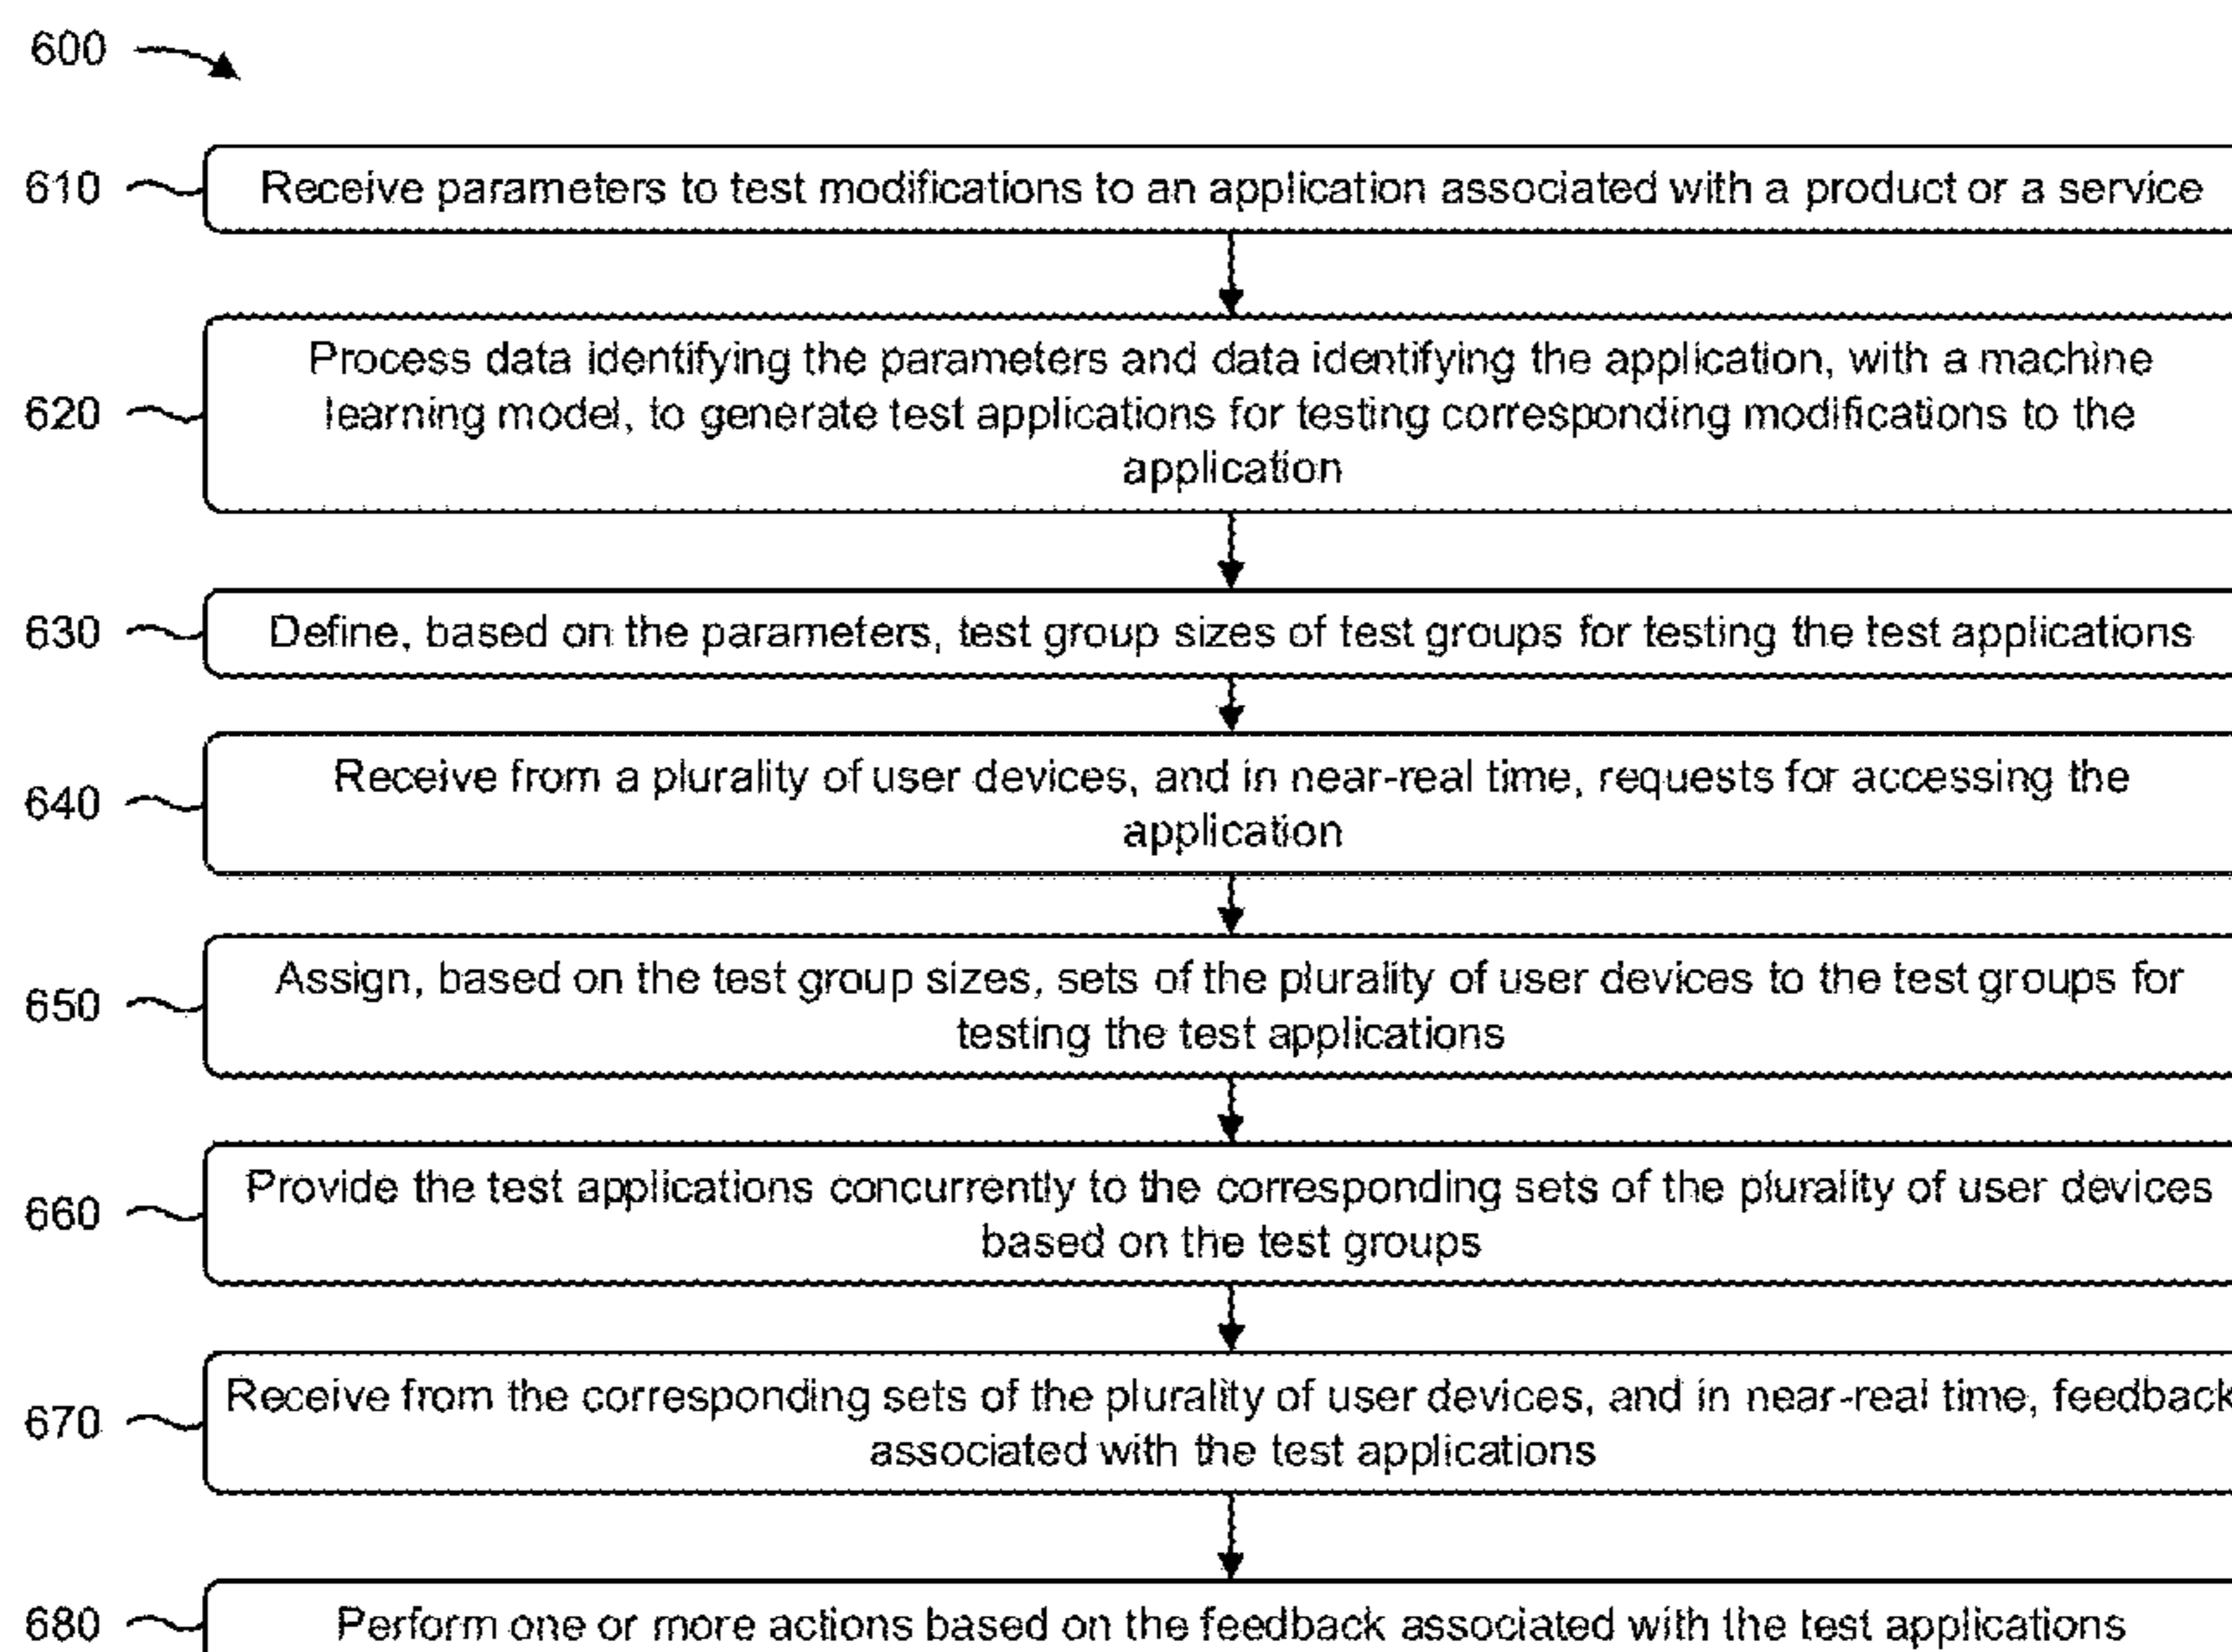 600
610
Receive parameters to test modifications to an application associated with a product or a service
620
Process data identifying the parameters and data identifying the application, with a machine
learning model, to generate test applications for testing corresponding modifications to the
application
630
Define, based on the parameters, test group sizes of test groups for testing the test applications
640
Receive from a plurality of user devices, and in near-real time, requests for accessing the
application
650
Assign, based on the test group sizes, sets of the plurality of user devices to the test groups for
testing the test applications
660
Provide the test applications concurrently to the corresponding sets of the plurality of user devices
based on the test groups
670
Receive from the corresponding sets of the plurality of user devices, and in near-real time, feedback
associated with the test applications
680
Perform one or more actions based on the feedback associated with the test applications